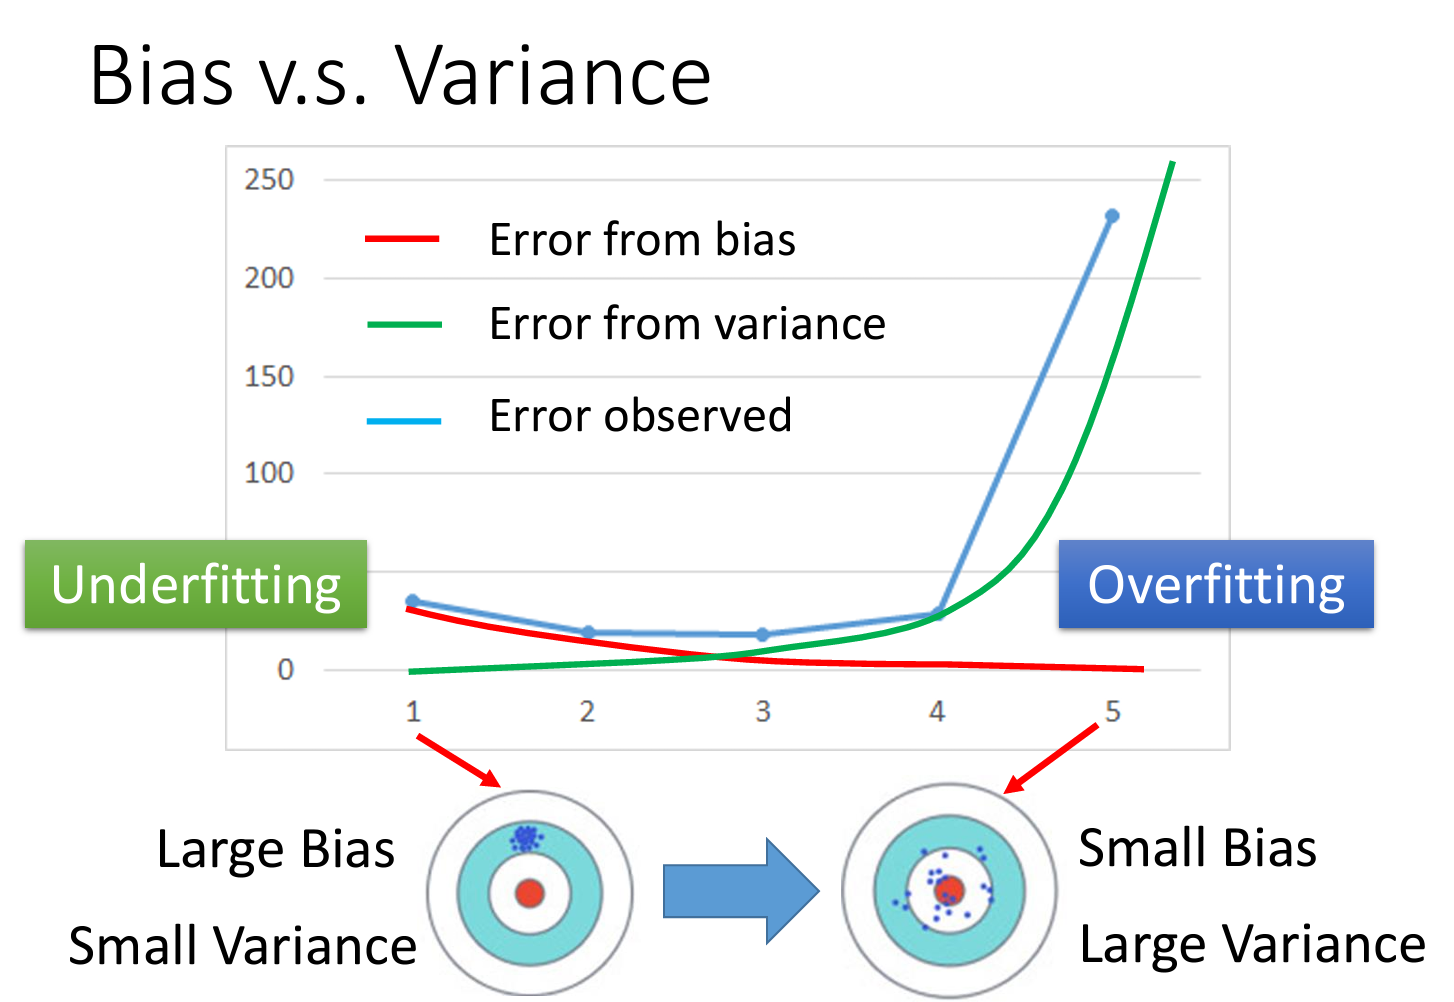 Bias v.s. Variance
250
Error from bias
200
Error from variance
150
Error observed
100
Underfitting
Overfitting
0
1 2 3 4 5
Large Bias
Small Variance
Small Bias
Large Variance